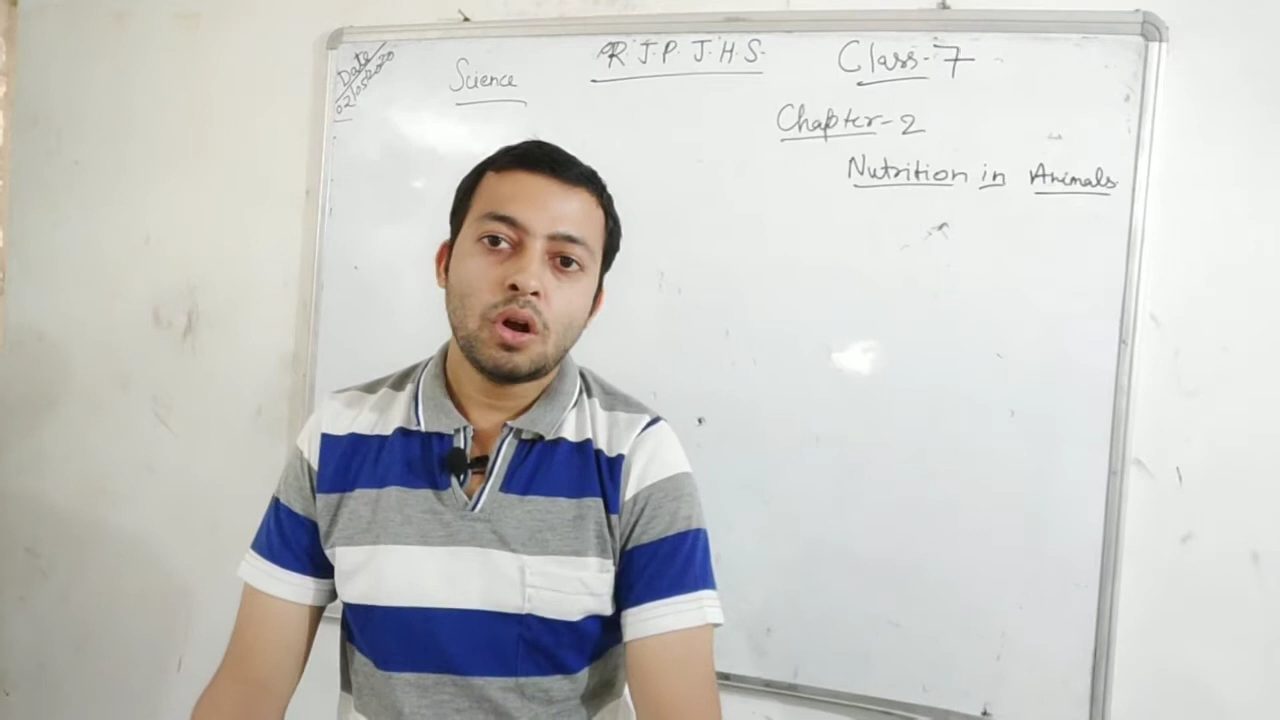 Date
02/05/2020
Science
R.J.P. J.H.S.
Class-7
Chapter-2
Nutrition in Animals